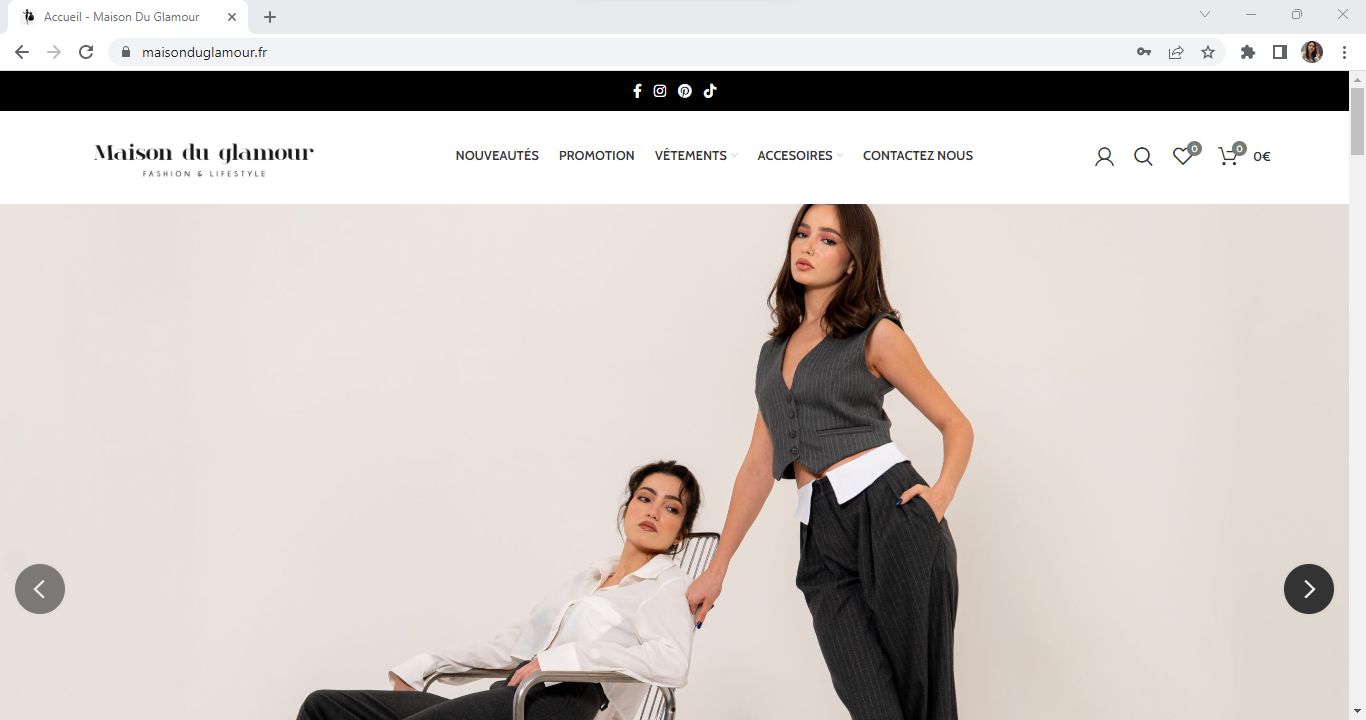 Accueil - Maison Du Glamour
maisonduglamour.fr
Maison du glamour
FASHION & LIFESTYLE
NOUVEAUTÉS PROMOTION VÊTEMENTS ACCESOIRES CONTACTEZ NOUS
0 0 0€